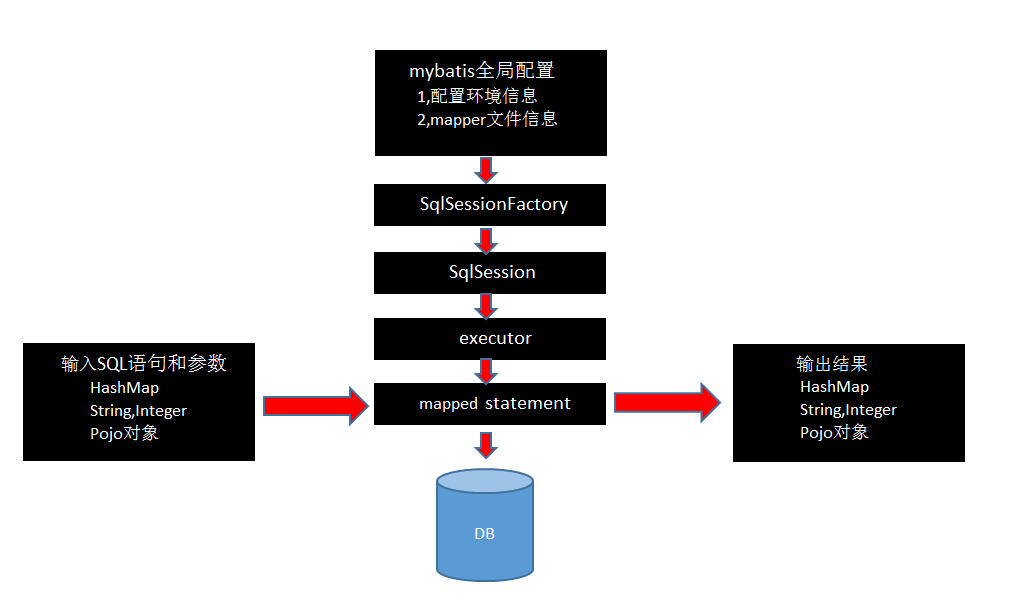 mybatis全局配置
1,配置环境信息
2,mapper文件信息
SqlSessionFactory
SqlSession
executor
输入SQL语句和参数
HashMap
String,Integer
Pojo对象
mapped statement
输出结果
HashMap
String,Integer
Pojo对象
DB